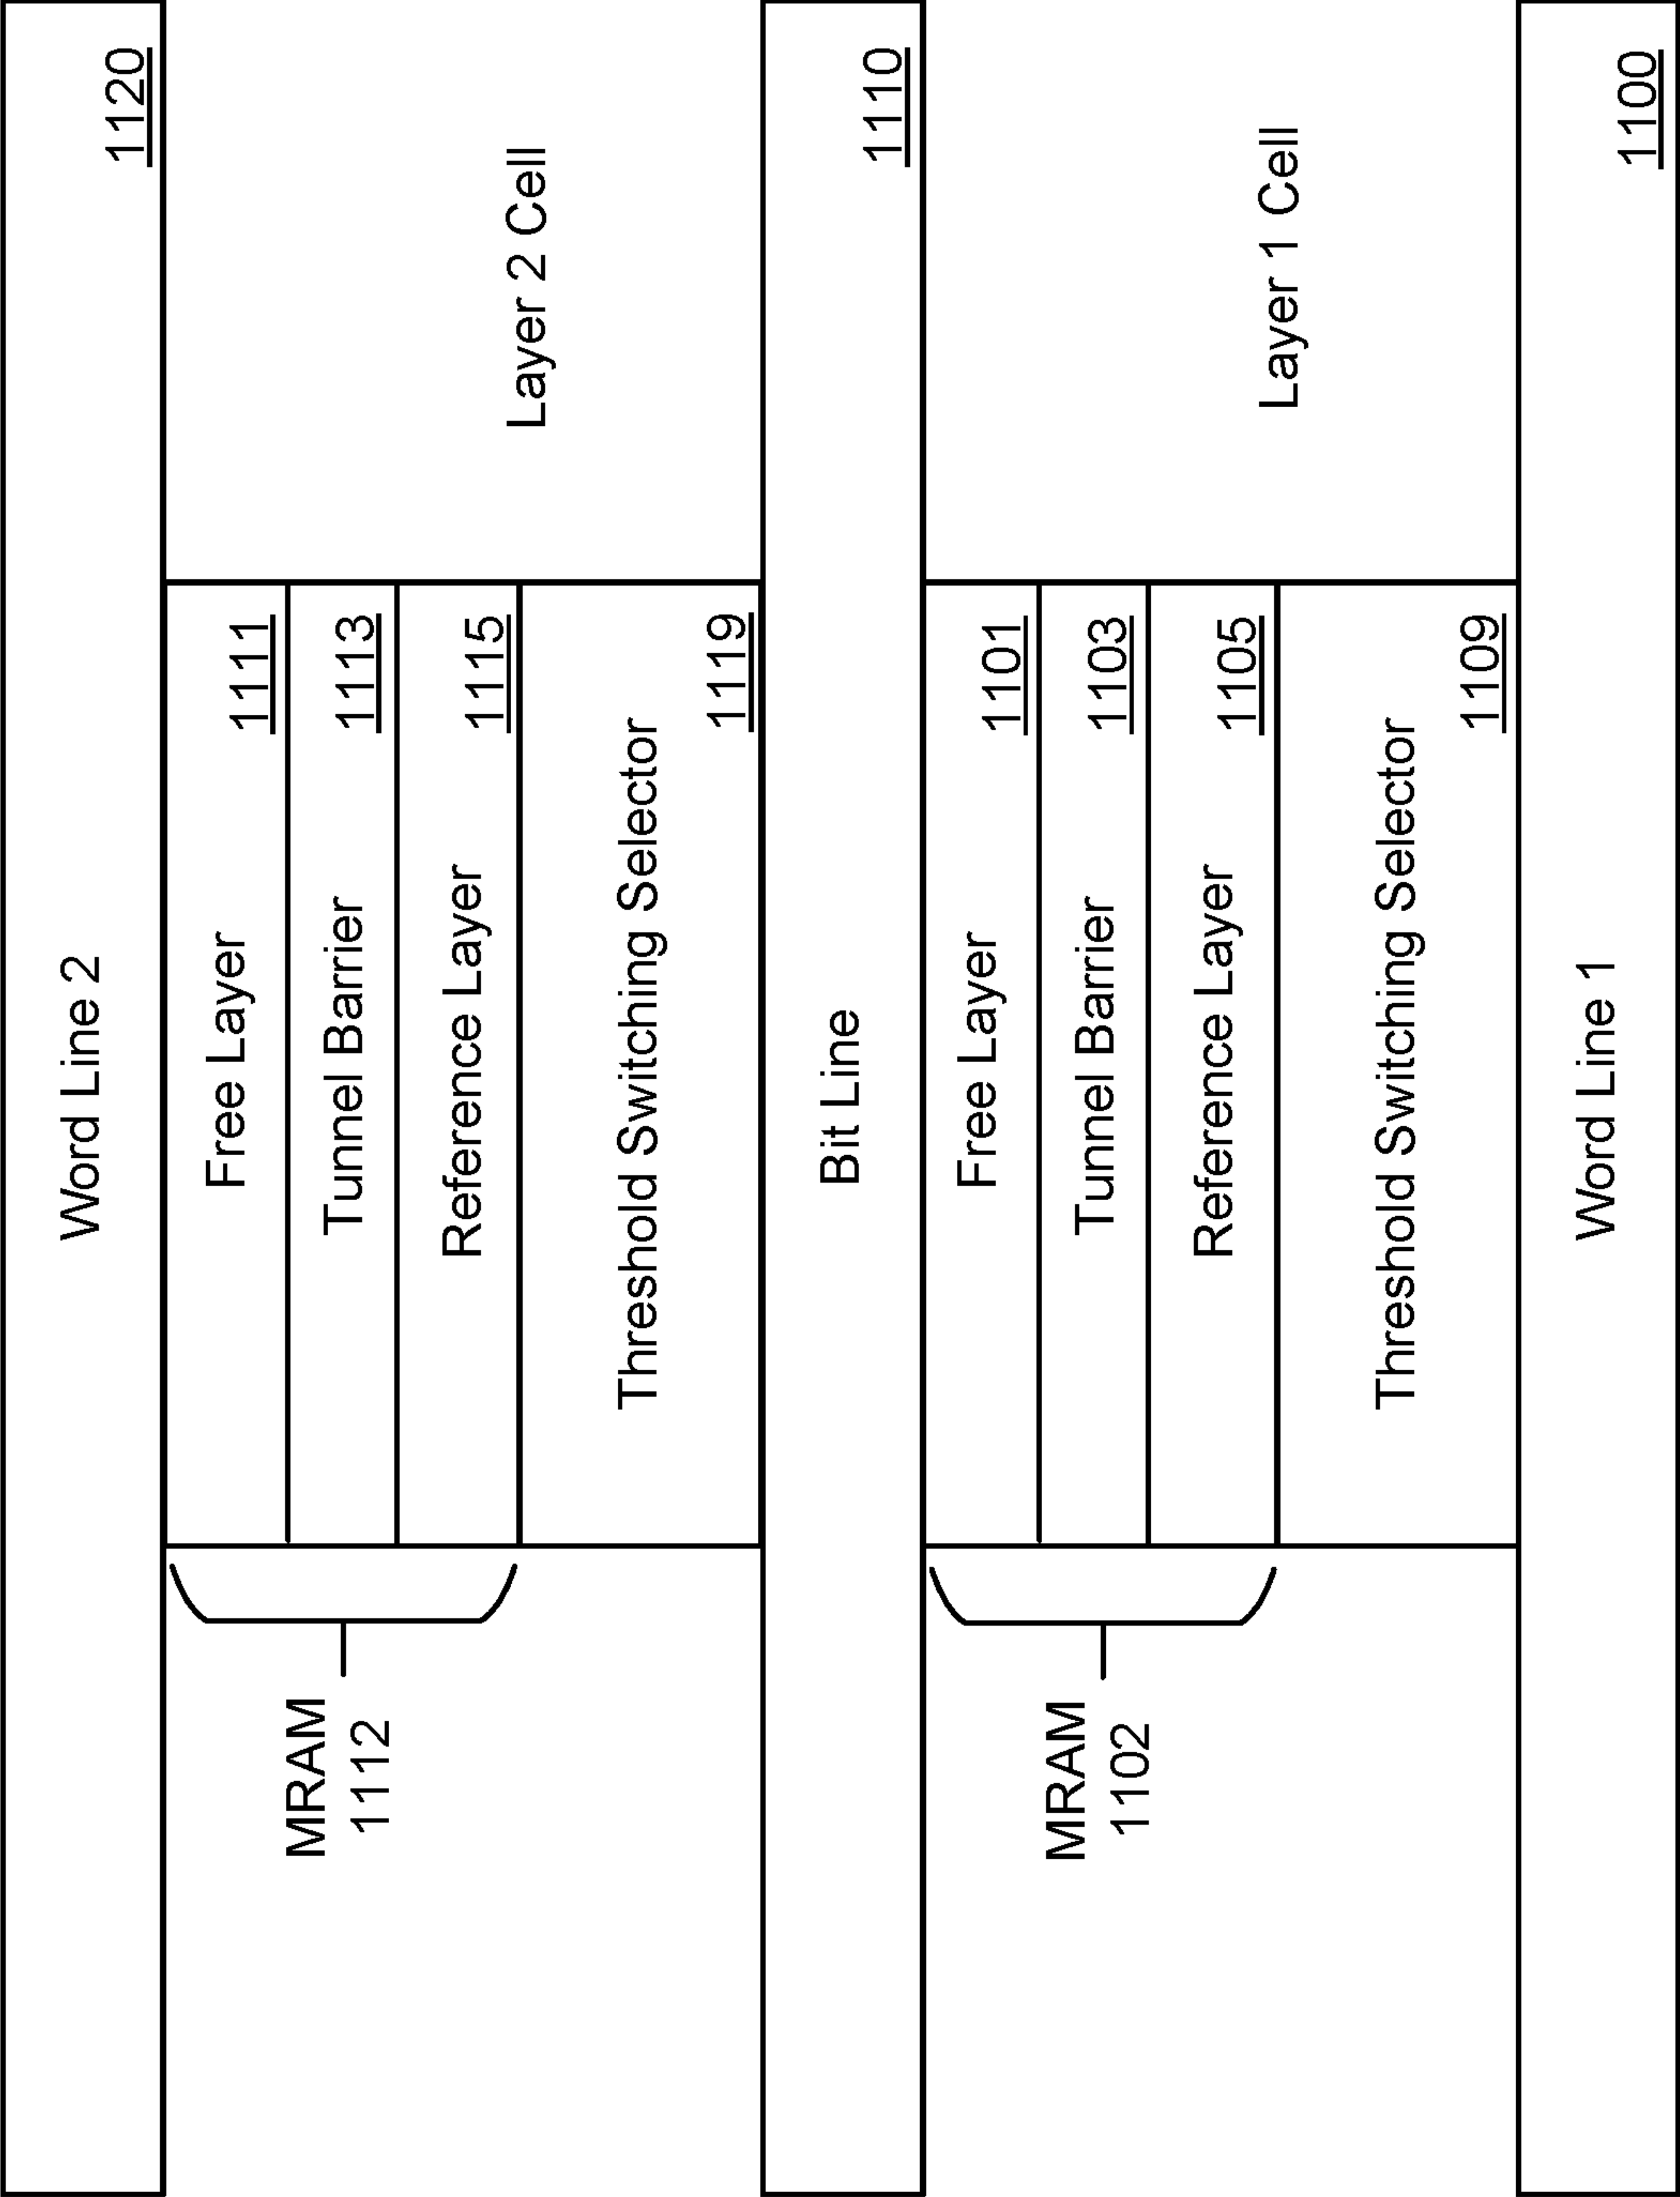 Word Line 2
1120
Free Layer
1111
Tunnel Barrier
1113
Reference Layer
1115
MRAM
1112
Layer 2 Cell
Threshold Switching Selector
1119
Bit Line
1110
Free Layer
1101
Tunnel Barrier
1103
Reference Layer
1105
MRAM
1102
Layer 1 Cell
Threshold Switching Selector
1109
Word Line 1
1100